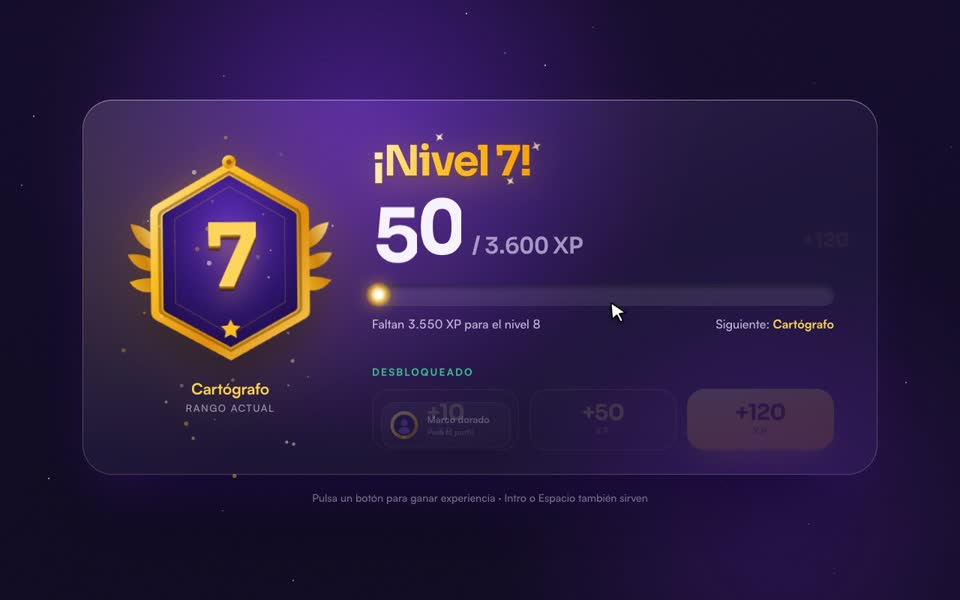 ¡Nivel 7!
50 / 3.600 XP
+120
7
Faltan 3.550 XP para el nivel 8
Siguiente: Cartógrafo
DESBLOQUEADO
Cartógrafo
RANGO ACTUAL
+10
Marco dorado
+50
XP
+120
XP
Pulsa un botón para ganar experiencia · Intro o Espacio también sirven